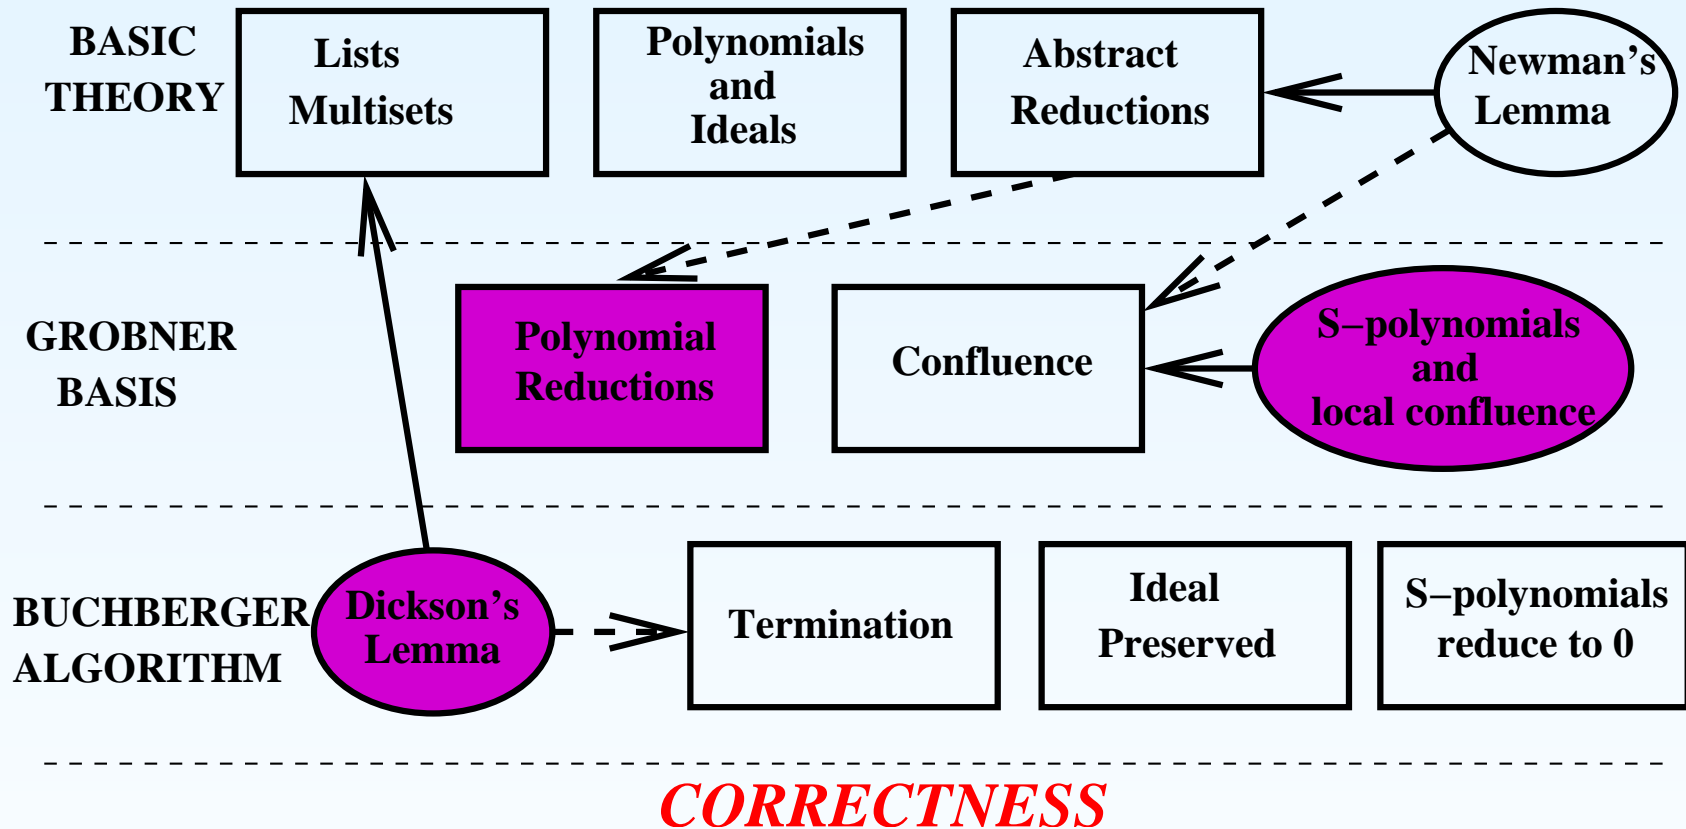 BASIC
THEORY
Lists
Multisets
Polynomials
and
Ideals
Abstract
Reductions
Newman's
Lemma
GROBNER
BASIS
Polynomial
Reductions
Confluence
S−polynomials
and
local confluence
BUCHBERGER
ALGORITHM
Dickson's
Lemma
Termination
Ideal
Preserved
S−polynomials
reduce to 0
CORRECTNESS